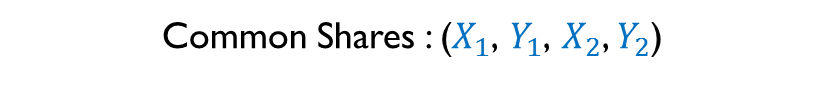 Common Shares : (X₁, Y₁, X₂, Y₂)